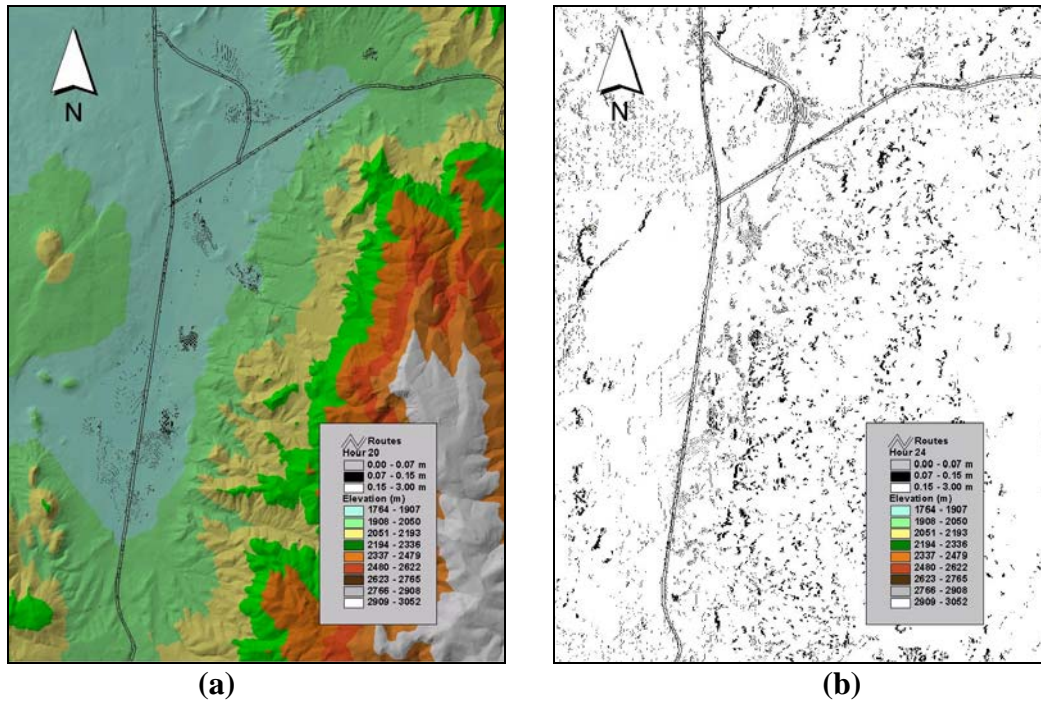 N
Routes
Hour 20
0.00 - 0.07 m
0.07 - 0.15 m
0.15 - 3.00 m
Elevation (m)
1764 - 1907
1908 - 2050
2051 - 2193
2194 - 2336
2337 - 2479
2480 - 2622
2623 - 2765
2766 - 2908
2909 - 3052
(a)
N
Routes
Hour 24
0.00 - 0.07 m
0.07 - 0.15 m
0.15 - 3.00 m
Elevation (m)
1764 - 1907
1908 - 2050
2051 - 2193
2194 - 2336
2337 - 2479
2480 - 2622
2623 - 2765
2766 - 2908
2909 - 3052
(b)